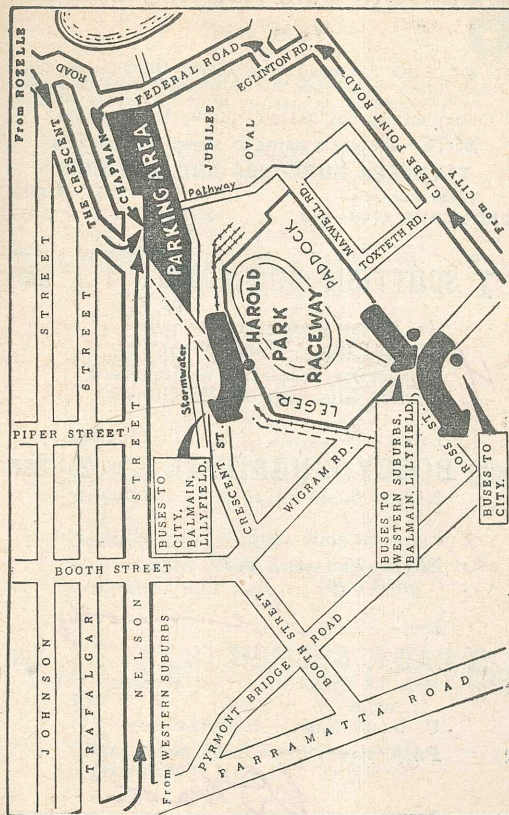 From ROZELLE
ROAD
THE CRESCENT
CHAPMAN
FEDERAL ROAD
EGLINTON RD.
GLEBE POINT ROAD
From CITY
PARKING AREA
JUBILEE
OVAL
Pathway
MAXWELL RD.
TOXTETH RD.
PADDOCK
HAROLD
PARK
RACEWAY
LEGER
Stormwater
STREET
STREET
STREET
PIPER STREET
CRESCENT ST.
WIGRAM RD.
ROSS ST.
BUSES TO
CITY,
BALMAIN,
LILYFIELD.
BUSES TO
WESTERN SUBURBS,
BALMAIN, LILYFIELD.
BUSES TO
CITY.
BOOTH STREET
BOOTH STREET
ROAD
PYRMONT BRIDGE
FARRAMATTA ROAD
JOHNSON
TRAFALGAR
NELSON
From WESTERN SUBURBS